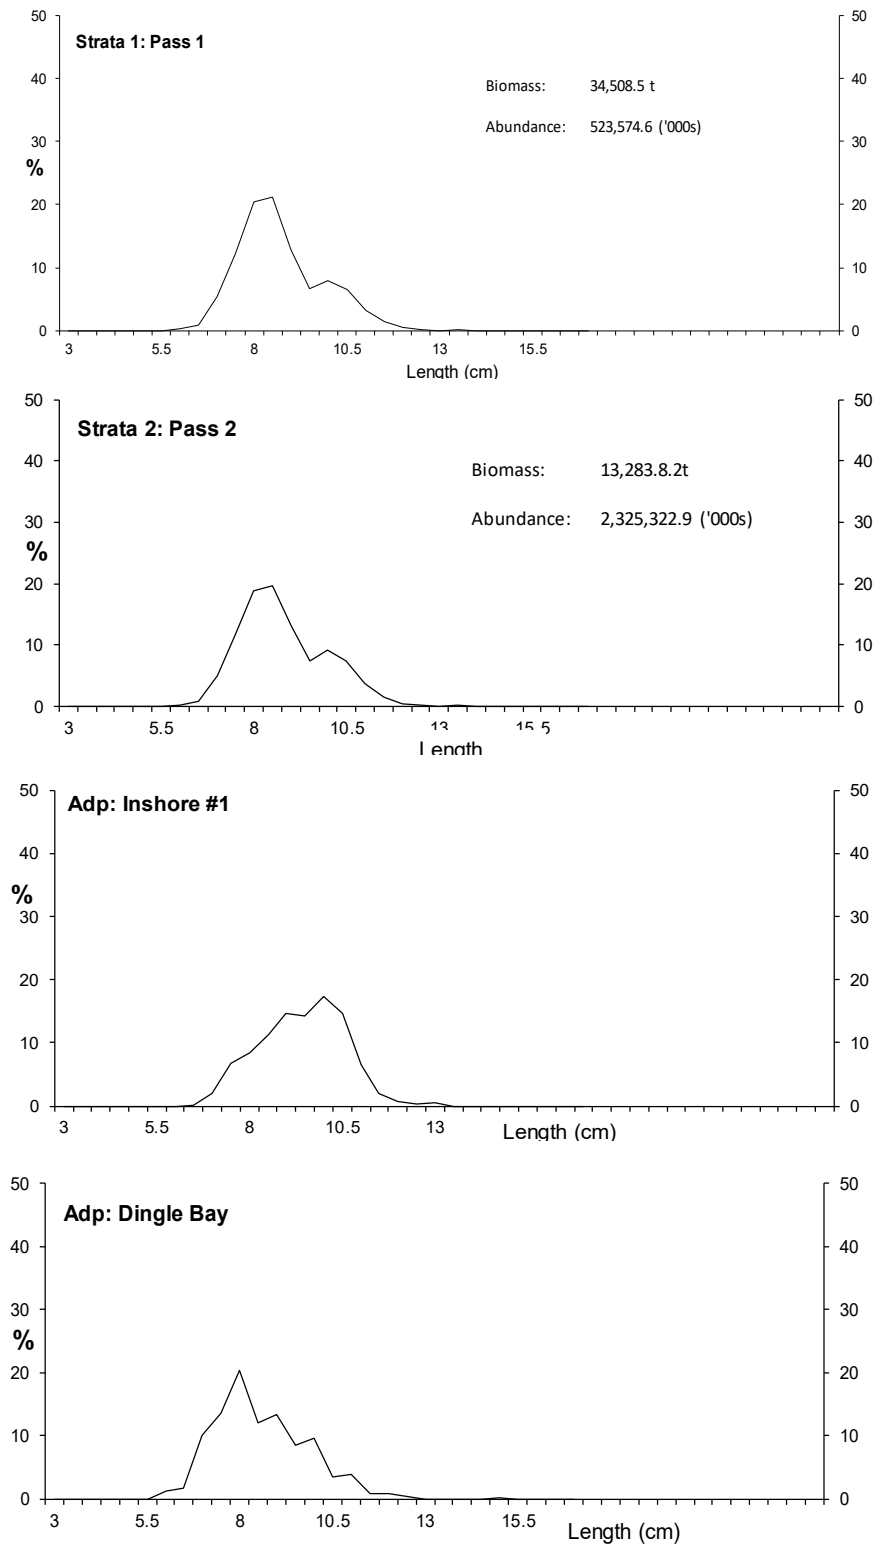 50 50
Strata 1: Pass 1
40 40
Biomass: 34,508.5 t
Abundance: 523,574.6 ('000s)
30 30
%
20 20
10 10
0 0
3 5.5 8 10.5 13 15.5
Length (cm)
50 50
Strata 2: Pass 2
40 40
Biomass: 13,283.8.2t
Abundance: 2,325,322.9 ('000s)
30 30
%
20 20
10 10
0 0
3 5.5 8 10.5 13 15.5
Length
50 50
Adp: Inshore #1
40 40
%
30 30
20 20
10 10
0 0
3 5.5 8 10.5 13
Length (cm)
50 50
Adp: Dingle Bay
40 40
30 30
%
20 20
10 10
0 0
3 5.5 8 10.5 13 15.5
Length (cm)